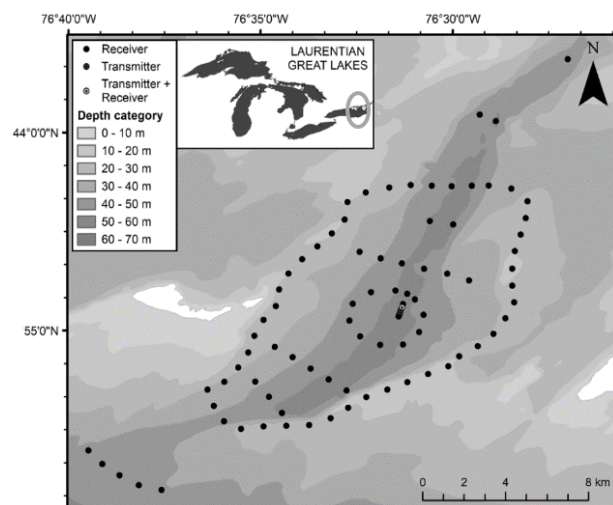 76°40'0"W
76°35'0"W
76°30'0"W
Receiver
Transmitter
Transmitter +
Receiver
Depth category
0 - 10 m
10 - 20 m
20 - 30 m
30 - 40 m
40 - 50 m
50 - 60 m
60 - 70 m
LAURENTIAN
GREAT LAKES
N
44°0'0"N
55'0"N
0 2 4 8 km